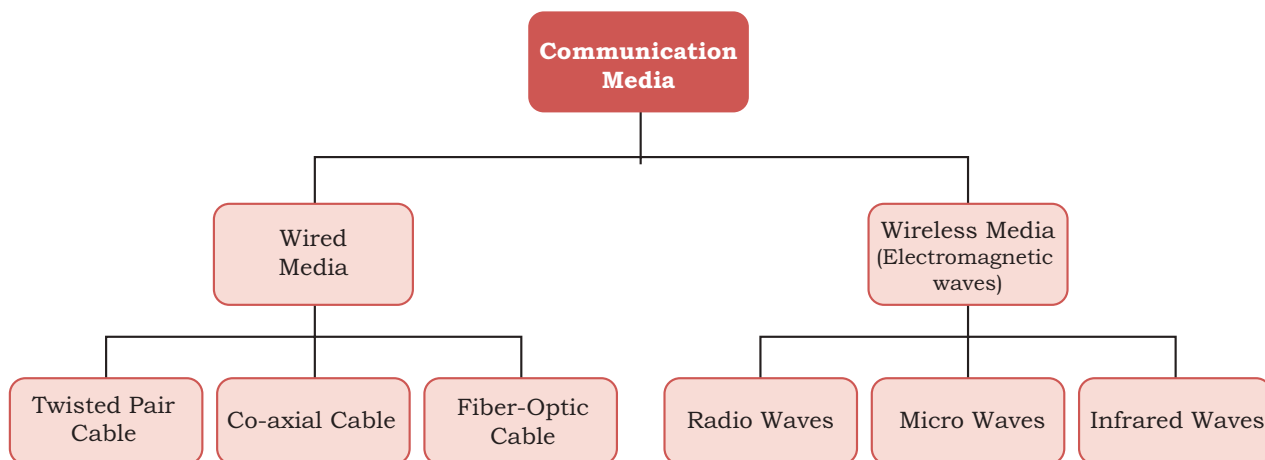 Communication
Media
Wired
Media
Wireless Media
(Electromagnetic
waves)
Twisted Pair
Cable
Co-axial Cable
Fiber-Optic
Cable
Radio Waves
Micro Waves
Infrared Waves